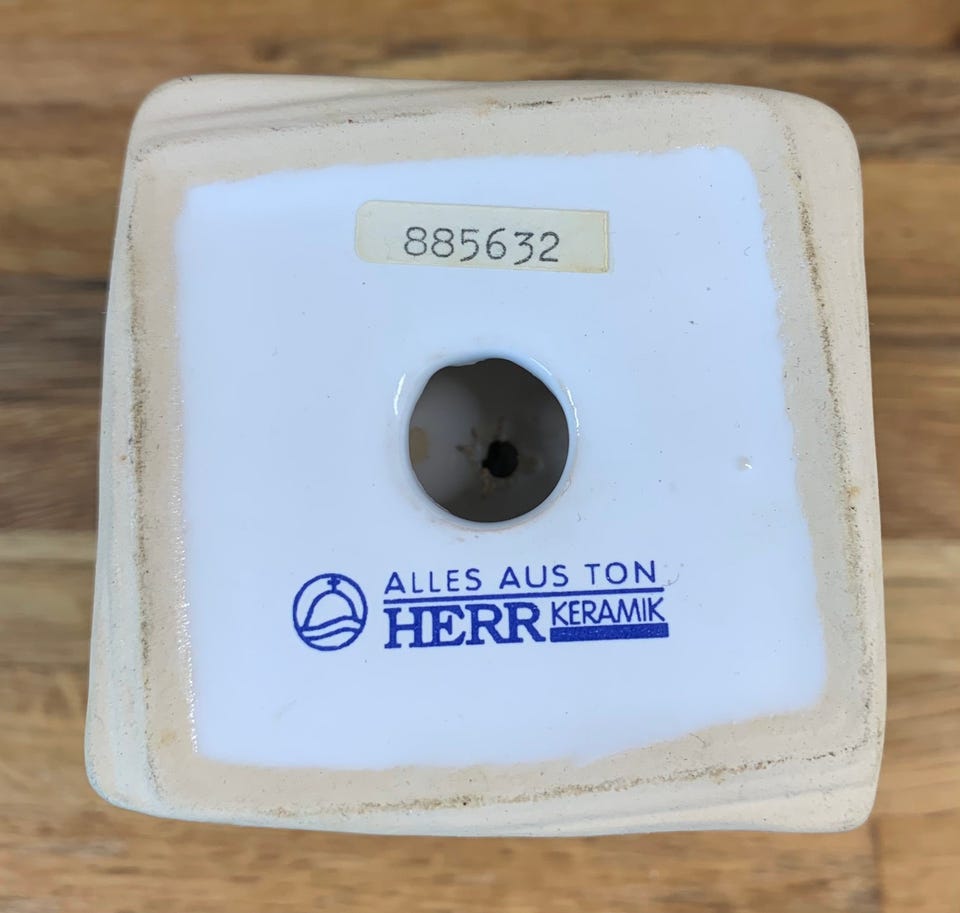 885632
ALLES AUS TON
HERR KERAMIK